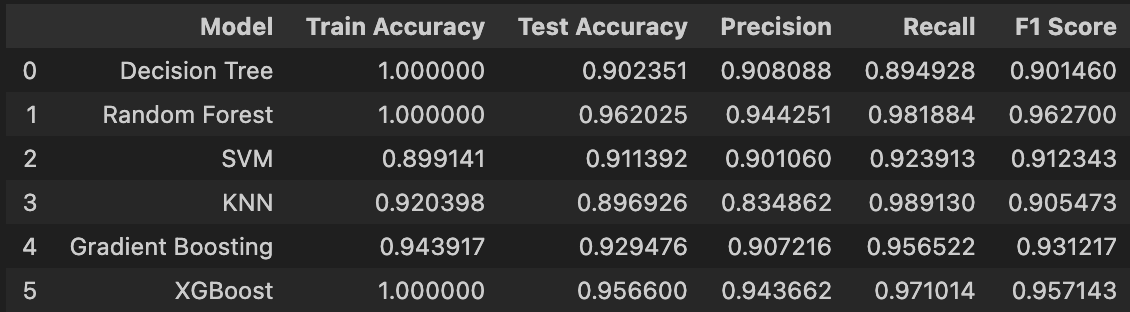 Model Train Accuracy Test Accuracy Precision Recall F1 Score
0 Decision Tree 1.000000 0.902351 0.908088 0.894928 0.901460
1 Random Forest 1.000000 0.962025 0.944251 0.981884 0.962700
2 SVM 0.899141 0.911392 0.901060 0.923913 0.912343
3 KNN 0.920398 0.896926 0.834862 0.989130 0.905473
4 Gradient Boosting 0.943917 0.929476 0.907216 0.956522 0.931217
5 XGBoost 1.000000 0.956600 0.943662 0.971014 0.957143